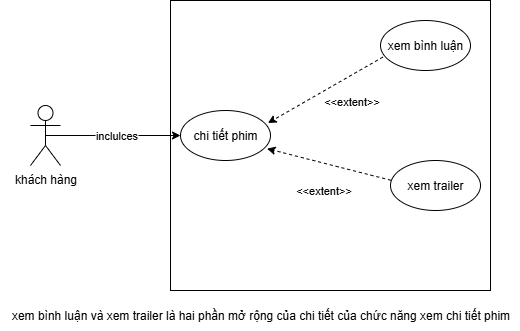 xem bình luận
<<extent>>
inclulces
chi tiết phim
khách hàng
xem trailer
<<extent>>
xem bình luận và xem trailer là hai phần mở rộng của chi tiết của chức năng xem chi tiết phim